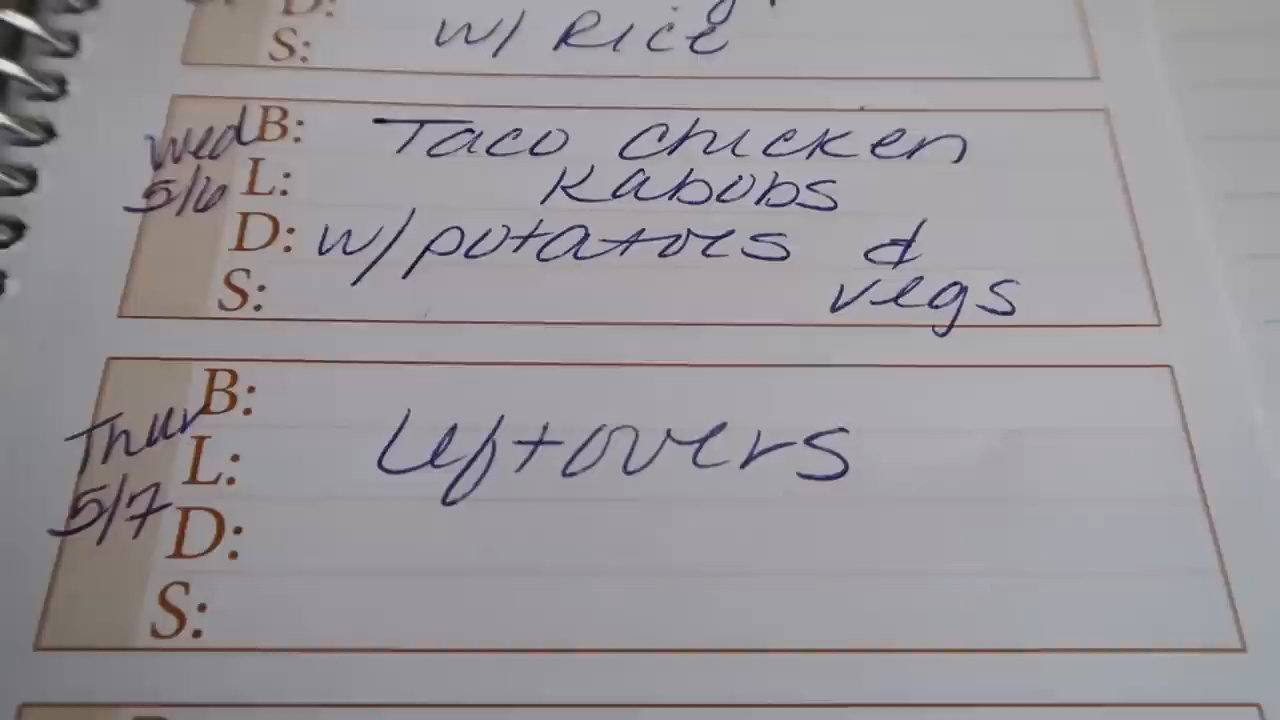 D:
S: W/ Rice
Wed B: Taco chicken
5/6 L: Kabobs
D: w/potatoes &
S: vegs
Thur B:
L: Leftovers
5/7 D:
S: